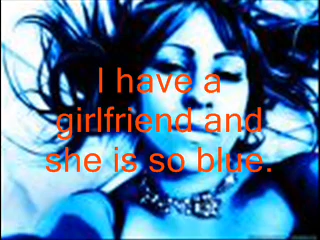 I have a
girlfriend and
she is so blue.